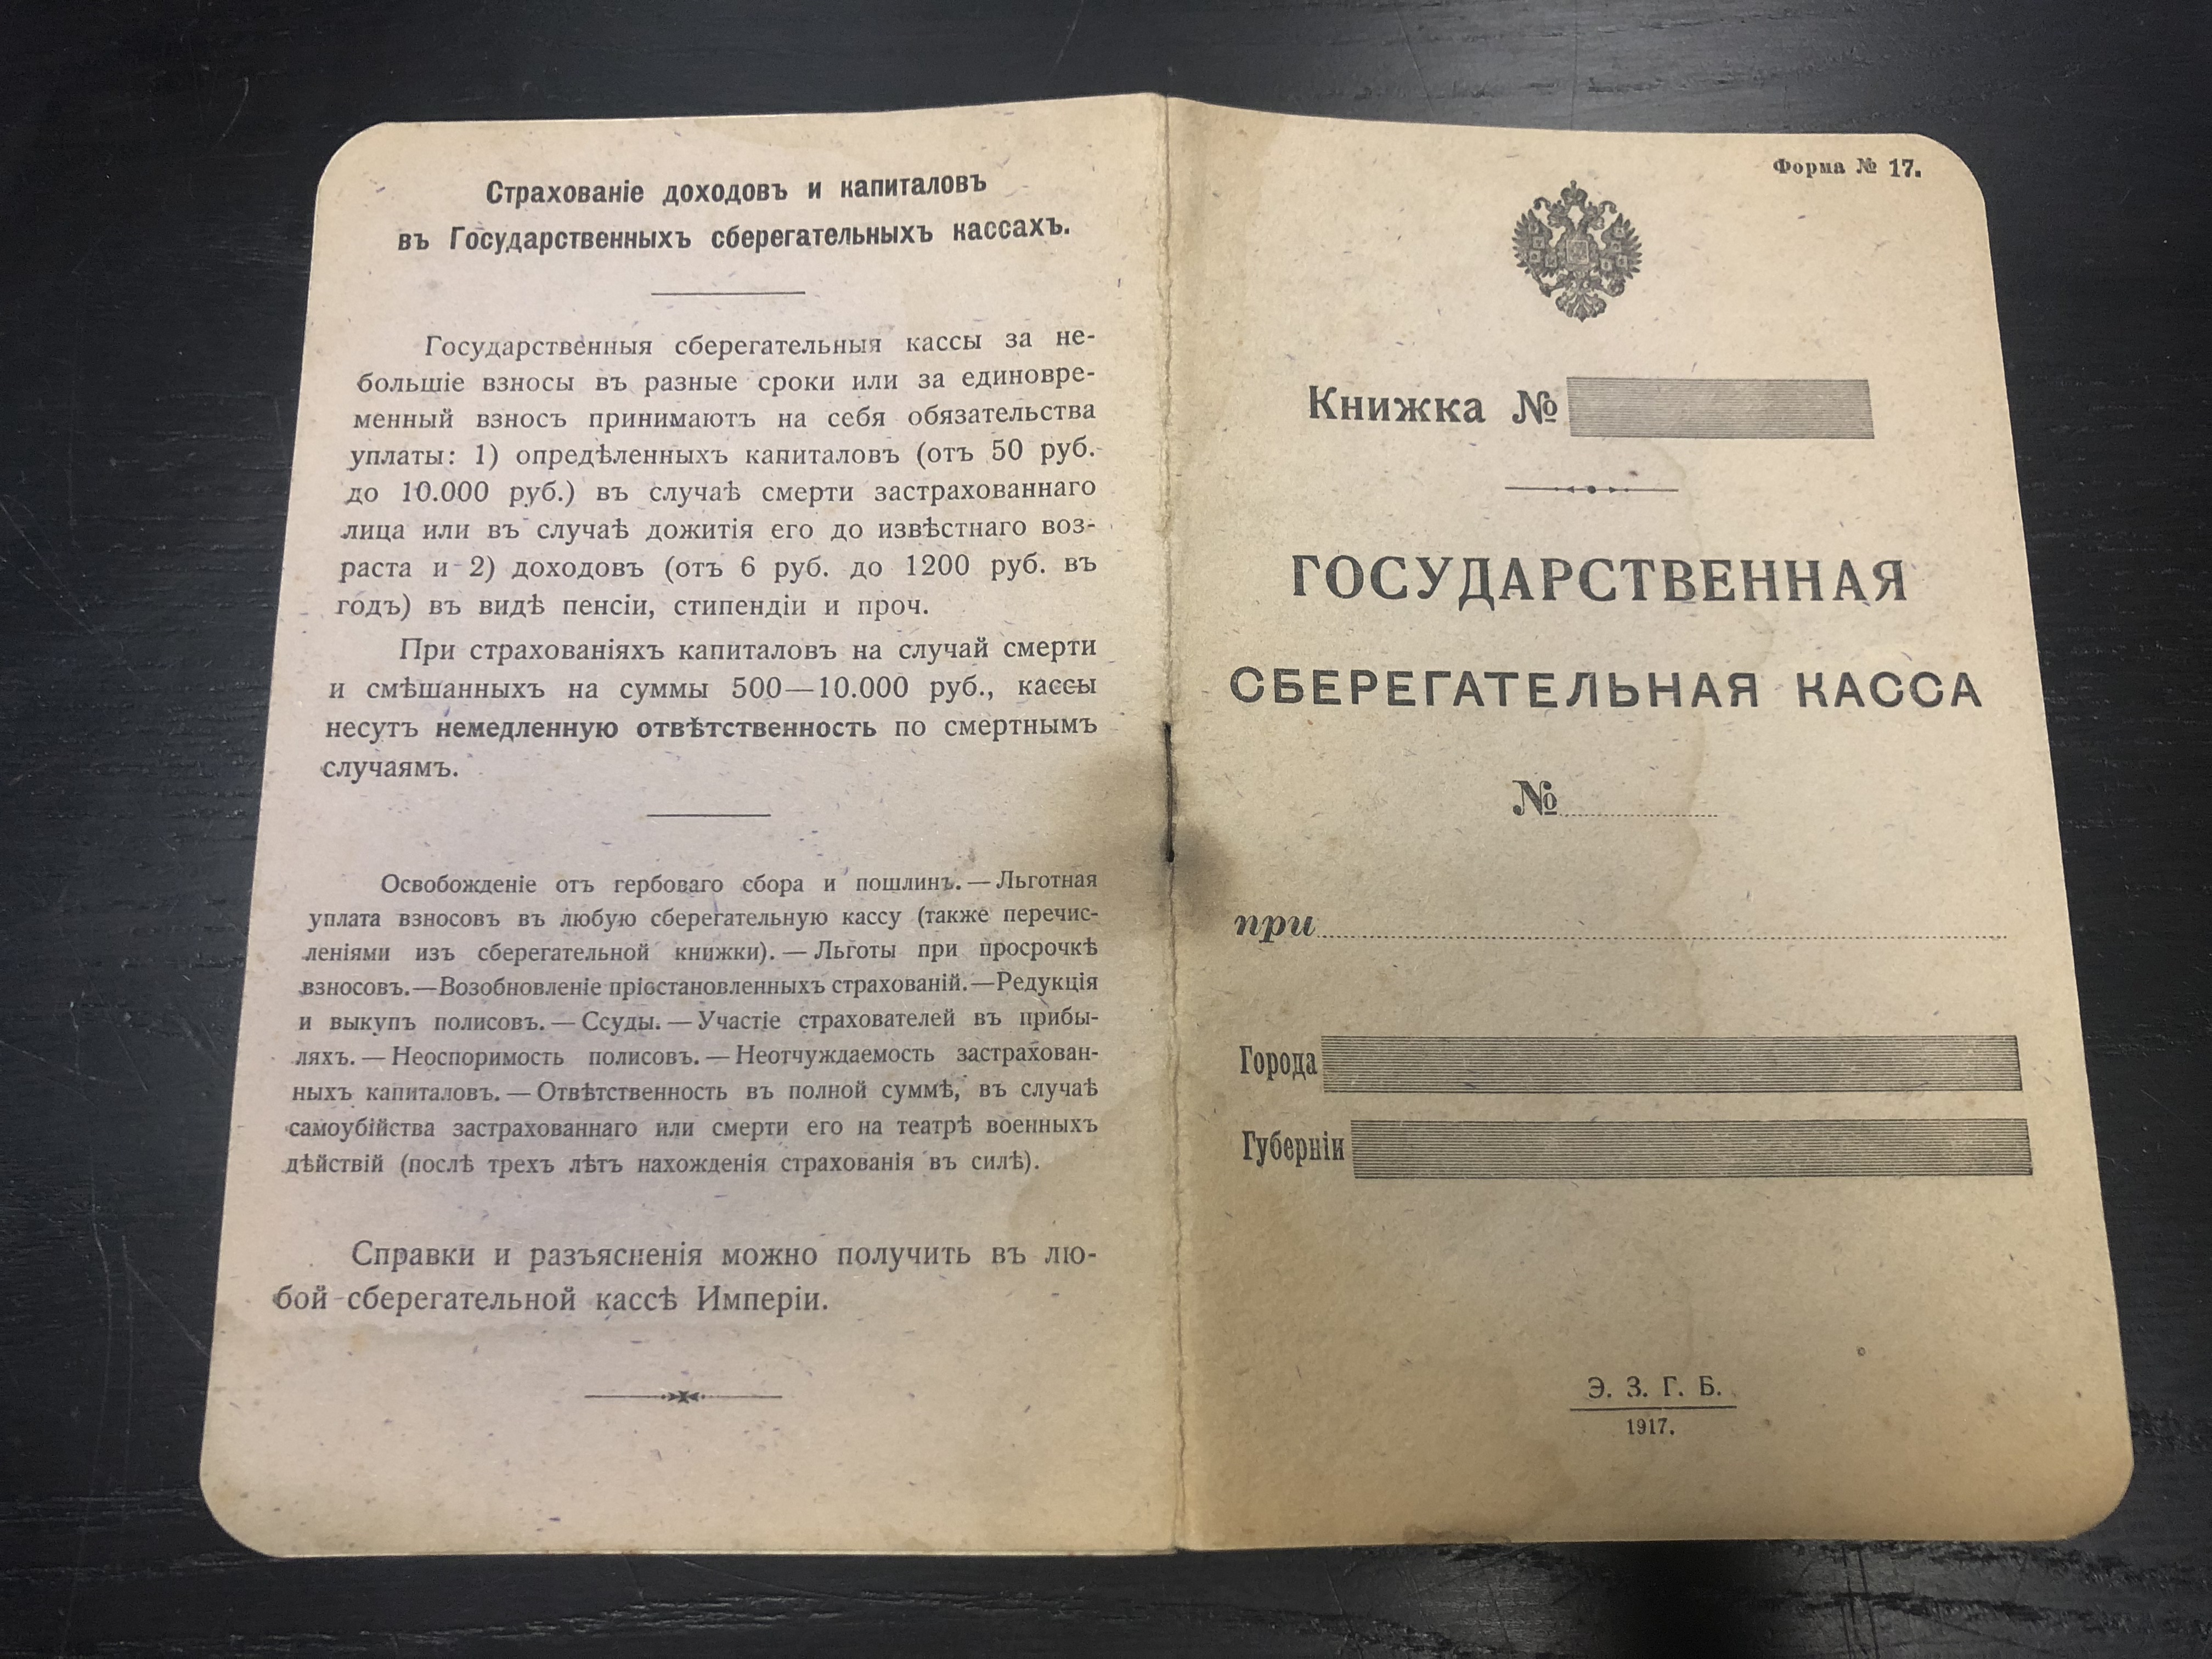 Страхованіе доходовъ и капиталовъ
въ Государственныхъ сберегательныхъ кассахъ.
Государственныя сберегательныя кассы за не-
большіе взносы въ разные сроки или за единовре-
менный взносъ принимаютъ на себя обязательства
уплаты: 1) опредѣленныхъ капиталовъ (отъ 50 руб.
до 10.000 руб.) въ случаѣ смерти застрахованнаго
лица или въ случаѣ дожитія его до извѣстнаго воз-
раста и 2) доходовъ (отъ 6 руб. до 1200 руб. въ
годъ) въ видѣ пенсіи, стипендіи и проч.
При страхованіяхъ капиталовъ на случай смерти
и смѣшанныхъ на суммы 500—10.000 руб., кассы
несутъ немедленную отвѣтственность по смертнымъ
случаямъ.
Освобожденіе отъ гербоваго сбора и пошлинъ. — Льготная
уплата взносовъ въ любую сберегательную кассу (также перечис-
леніями изъ сберегательной книжки). — Льготы при просрочкѣ
взносовъ.—Возобновленіе пріостановленныхъ страхованій.—Редукція
и выкупъ полисовъ. — Ссуды. — Участіе страхователей въ прибы-
ляхъ. — Неоспоримость полисовъ. — Неотчуждаемость застрахован-
ныхъ капиталовъ. — Отвѣтственность въ полной суммѣ, въ случаѣ
самоубійства застрахованнаго или смерти его на театрѣ военныхъ
дѣйствій (послѣ трехъ лѣтъ нахожденія страхованія въ силѣ).
Справки и разъясненія можно получить въ лю-
бой сберегательной кассѣ Имперіи.
Форма № 17.
Книжка №
ГОСУДАРСТВЕННАЯ
СБЕРЕГАТЕЛЬНАЯ КАССА
№
при
Города
Губерніи
Э. З. Г. Б.
1917.